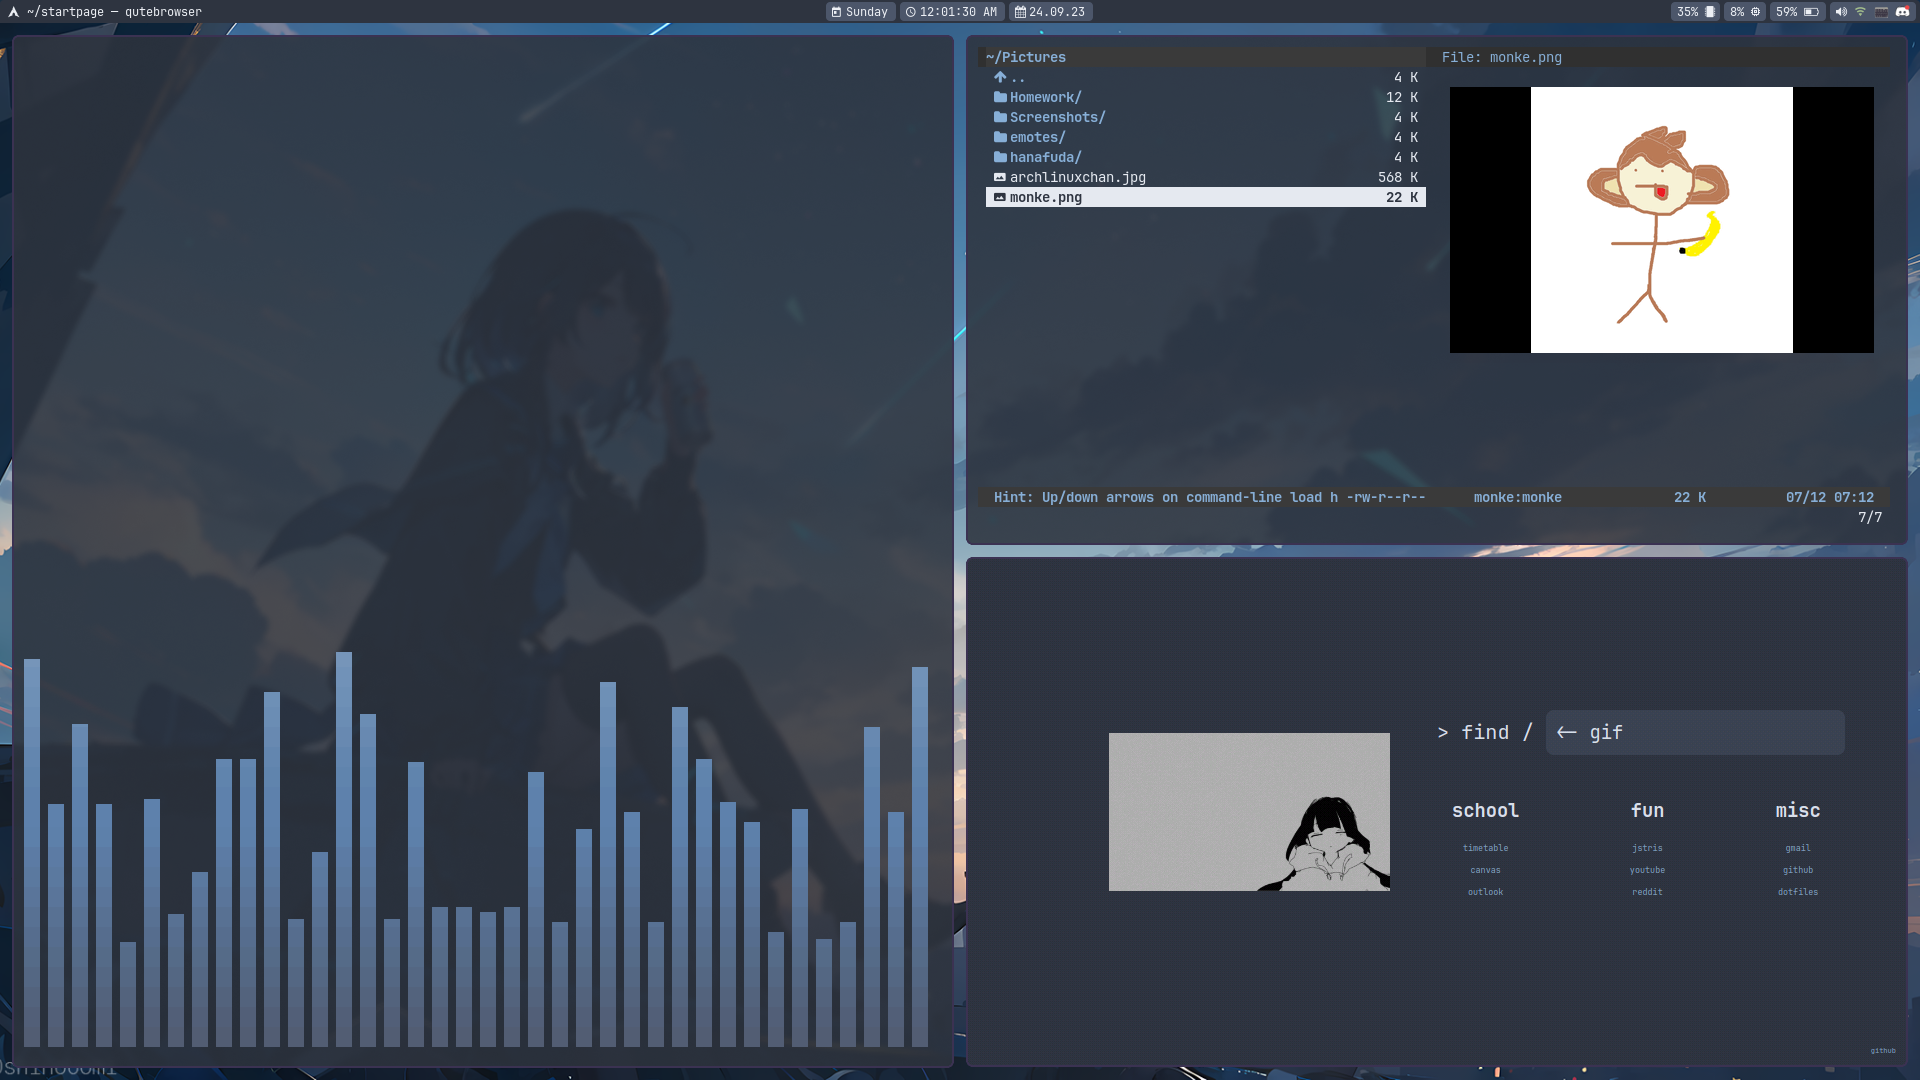 ~/startpage — qutebrowser
Sunday
12:01:30 AM
24.09.23
35%
8%
59%
~/Pictures
File: monke.png
.. 4 K
Homework/ 12 K
Screenshots/ 4 K
emotes/ 4 K
hanafuda/ 4 K
archlinuxchan.jpg 568 K
monke.png 22 K
Hint: Up/down arrows on command-line load h -rw-r--r-- monke:monke 22 K 07/12 07:12
7/7
> find / <- gif
school fun misc
timetable jstris gmail
canvas youtube github
outlook reddit dotfiles
github